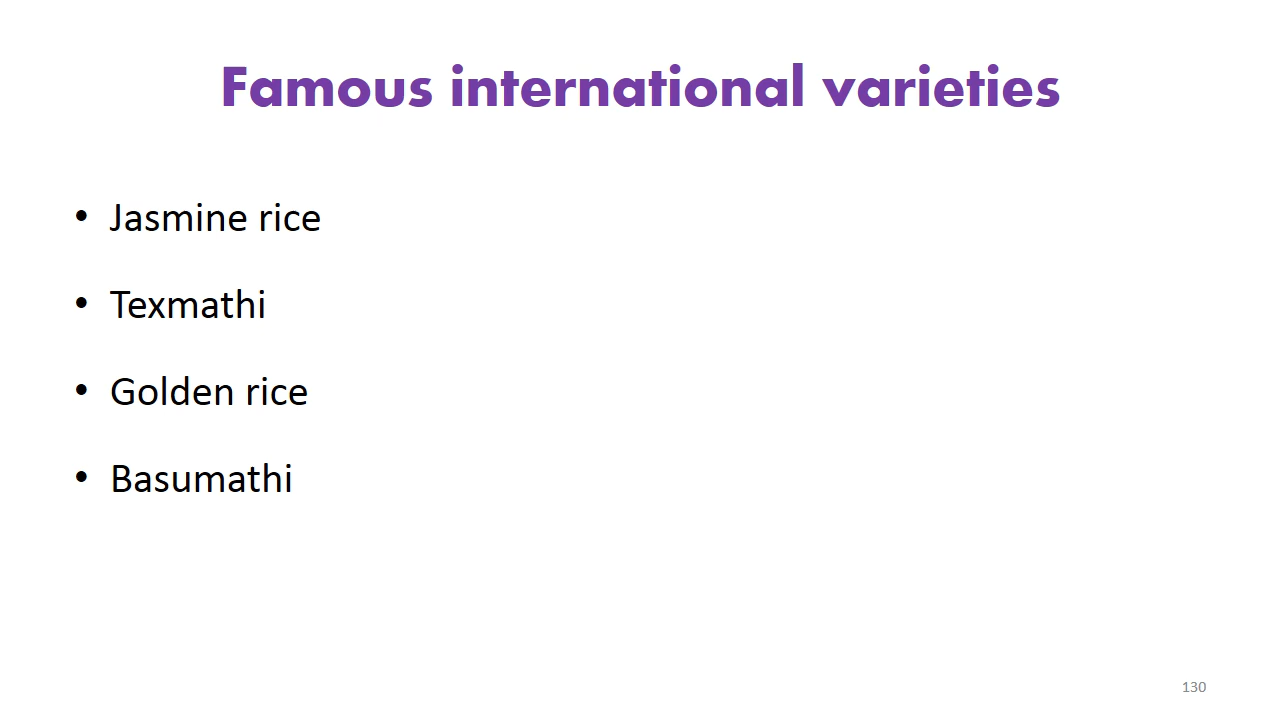 Famous international varieties
• Jasmine rice
• Texmathi
• Golden rice
• Basumathi
130